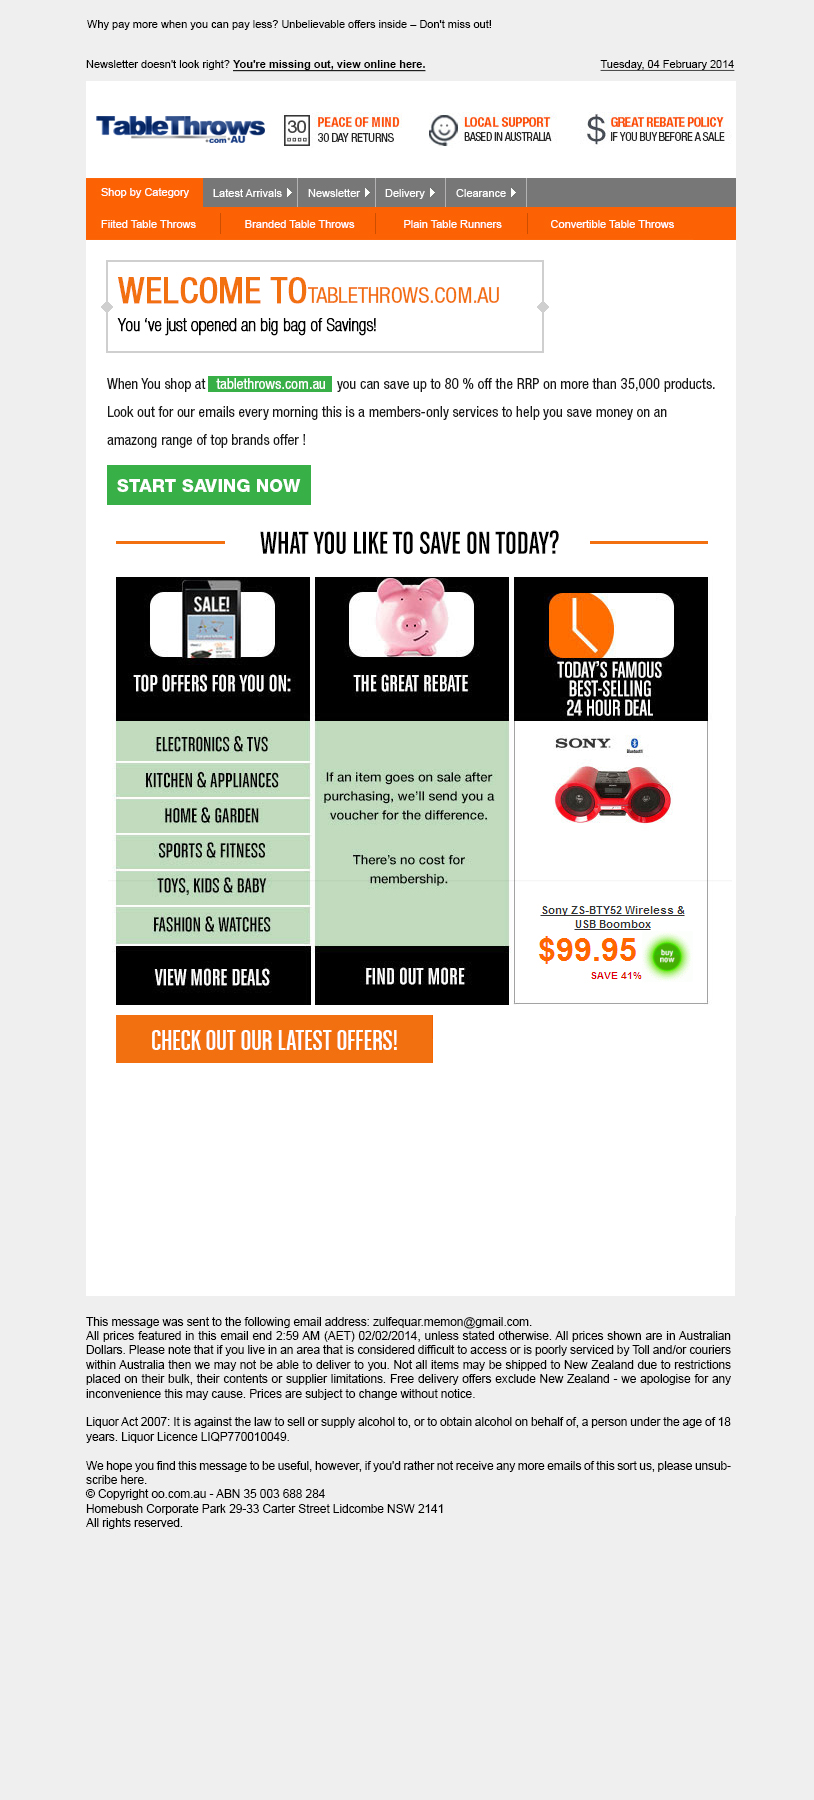 Why pay more when you can pay less? Unbelievable offers inside – Don't miss out!
Newsletter doesn't look right? You're missing out, view online here.
Tuesday, 04 February 2014
TableThrows
.com.AU
30
PEACE OF MIND
30 DAY RETURNS
LOCAL SUPPORT
BASED IN AUSTRALIA
$
GREAT REBATE POLICY
IF YOU BUY BEFORE A SALE
Shop by Category
Latest Arrivals
Newsletter
Delivery
Clearance
Fiited Table Throws
Branded Table Throws
Plain Table Runners
Convertible Table Throws
WELCOME TO TABLETHROWS.COM.AU
You ‘ve just opened an big bag of Savings!
When You shop at tablethrows.com.au you can save up to 80 % off the RRP on more than 35,000 products.
Look out for our emails every morning this is a members-only services to help you save money on an
amazong range of top brands offer !
START SAVING NOW
WHAT YOU LIKE TO SAVE ON TODAY?
SALE!
TOP OFFERS FOR YOU ON:
ELECTRONICS & TVS
KITCHEN & APPLIANCES
HOME & GARDEN
SPORTS & FITNESS
TOYS, KIDS & BABY
FASHION & WATCHES
VIEW MORE DEALS
THE GREAT REBATE
If an item goes on sale after
purchasing, we’ll send you a
voucher for the difference.
There’s no cost for
membership.
FIND OUT MORE
TODAY’S FAMOUS
BEST-SELLING
24 HOUR DEAL
SONY
Bluetooth
Sony ZS-BTY52 Wireless &
USB Boombox
$99.95
buy
now
SAVE 41%
CHECK OUT OUR LATEST OFFERS!
This message was sent to the following email address: zulfequar.memon@gmail.com.
All prices featured in this email end 2:59 AM (AET) 02/02/2014, unless stated otherwise. All prices shown are in Australian
Dollars. Please note that if you live in an area that is considered difficult to access or is poorly serviced by Toll and/or couriers
within Australia then we may not be able to deliver to you. Not all items may be shipped to New Zealand due to restrictions
placed on their bulk, their contents or supplier limitations. Free delivery offers exclude New Zealand - we apologise for any
inconvenience this may cause. Prices are subject to change without notice.
Liquor Act 2007: It is against the law to sell or supply alcohol to, or to obtain alcohol on behalf of, a person under the age of 18
years. Liquor Licence LIQP770010049.
We hope you find this message to be useful, however, if you'd rather not receive any more emails of this sort us, please unsub-
scribe here.
© Copyright oo.com.au - ABN 35 003 688 284
Homebush Corporate Park 29-33 Carter Street Lidcombe NSW 2141
All rights reserved.